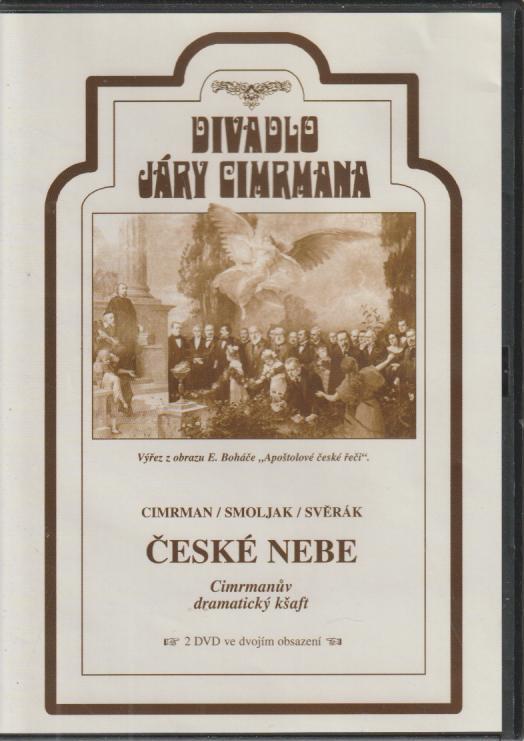 DIVADLO
JÁRY CIMRMANA
Výřez z obrazu E. Boháče „Apoštolové české řeči“.
CIMRMAN / SMOLJAK / SVĚRÁK
ČESKÉ NEBE
Cimrmanův
dramatický kšaft
☞ 2 DVD ve dvojím obsazení ☜